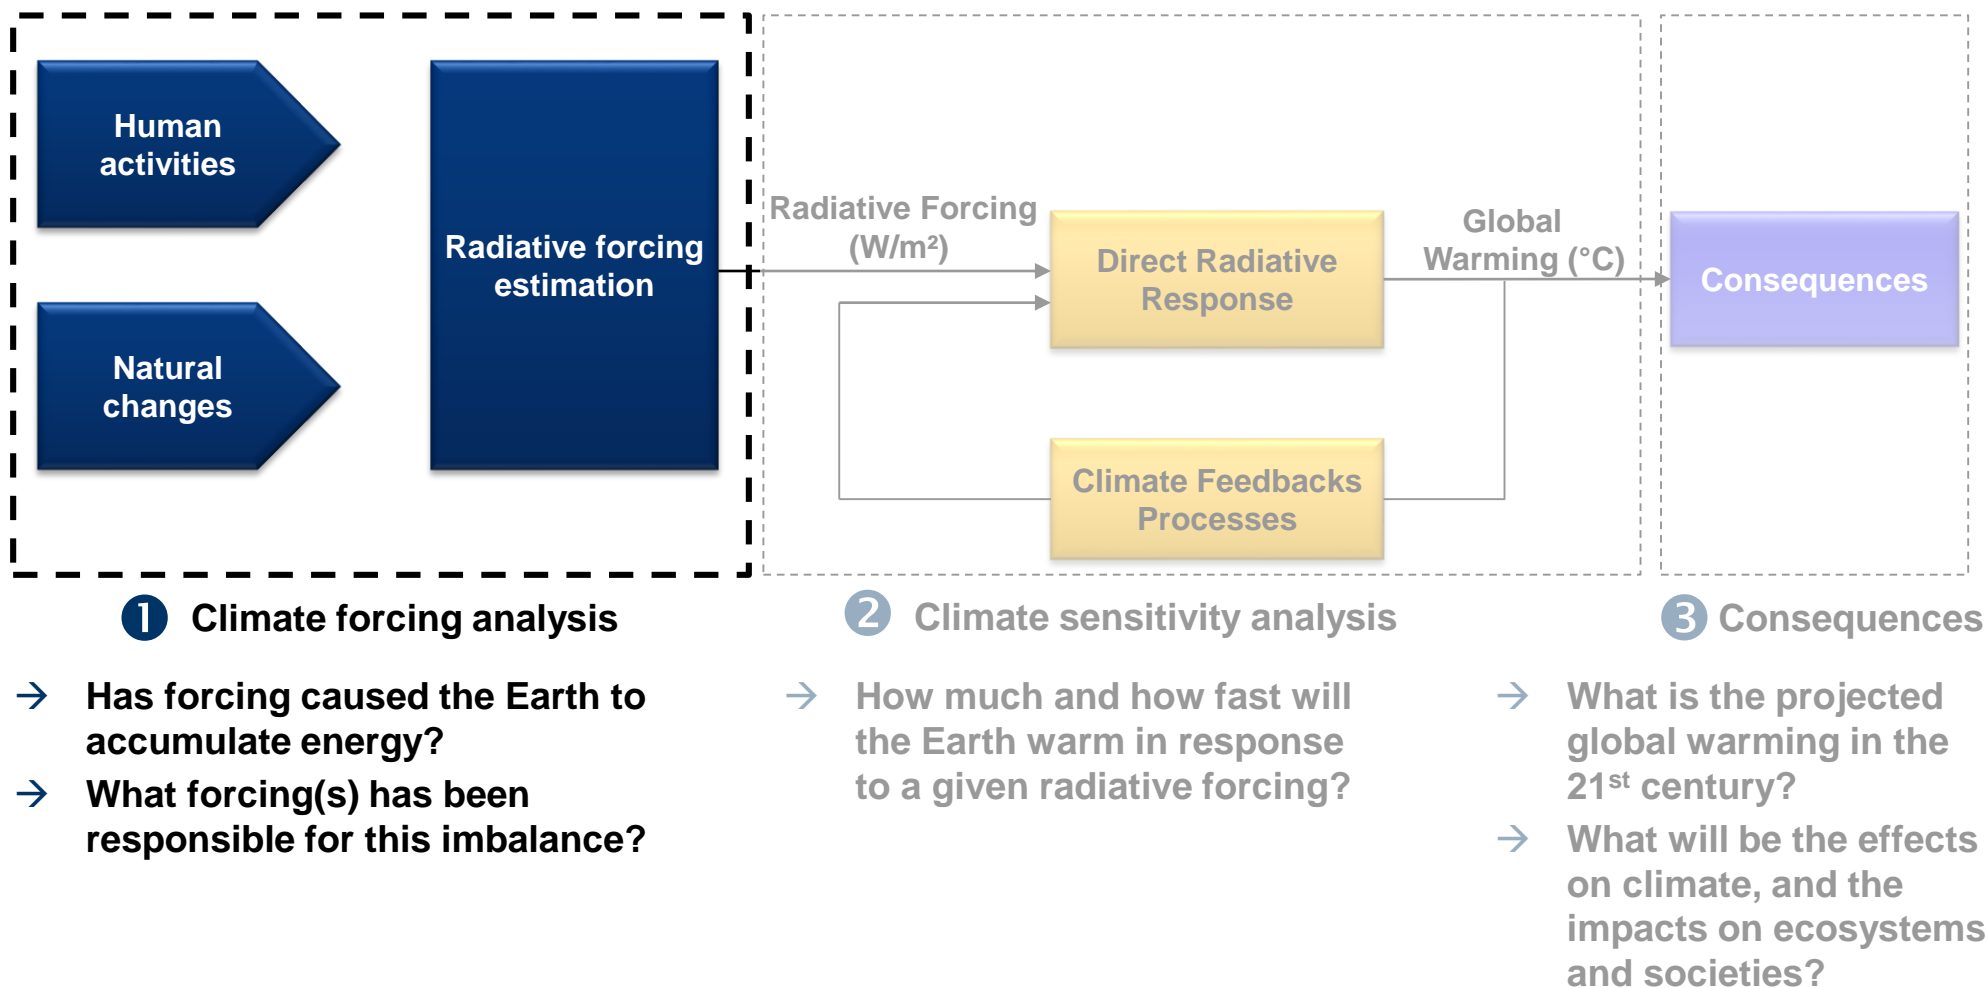 Human
activities
Natural
changes
Radiative forcing
estimation
Radiative Forcing
(W/m²)
Direct Radiative
Response
Climate Feedbacks
Processes
Global
Warming (°C)
Consequences
1 Climate forcing analysis
→ Has forcing caused the Earth to
accumulate energy?
→ What forcing(s) has been
responsible for this imbalance?
2 Climate sensitivity analysis
→ How much and how fast will
the Earth warm in response
to a given radiative forcing?
3 Consequences
→ What is the projected
global warming in the
21st century?
→ What will be the effects
on climate, and the
impacts on ecosystems
and societies?